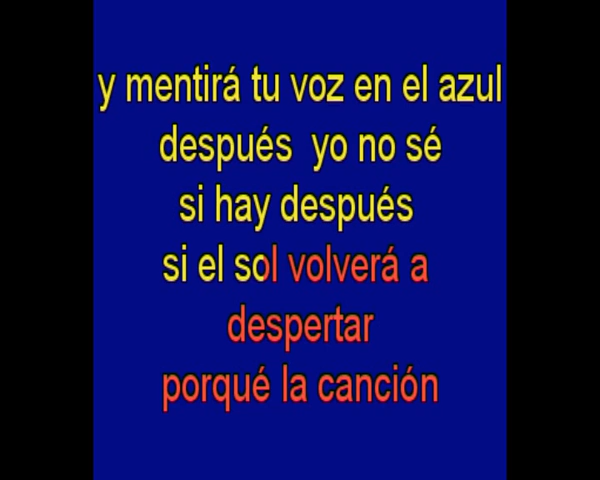 y mentirá tu voz en el azul
después yo no sé
si hay después
si el sol volverá a
despertar
porqué la canción